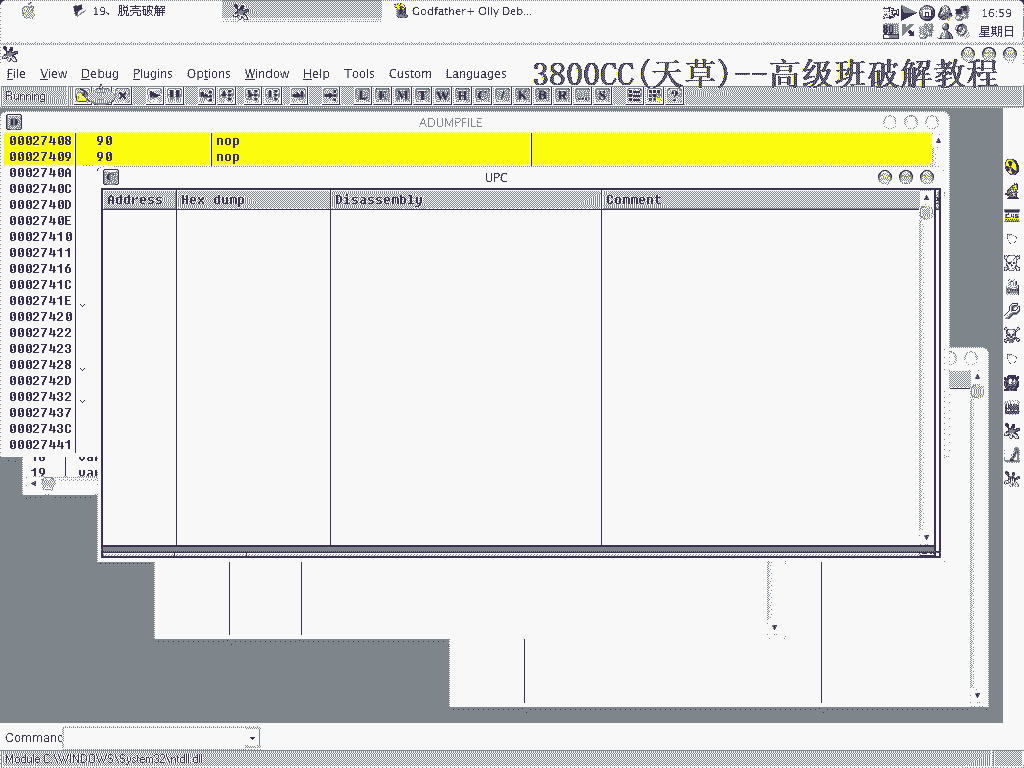 19、脱壳破解
Godfather+ Olly Deb...
16:59
星期日
File View Debug Plugins Options Window Help Tools Custom Languages
3800CC(天草)--高级班破解教程
Running
L E M T W H C / K B R ... S
ADUMPFILE
00027408 90 nop
00027409 90 nop
0002740A
0002740C
0002740D
0002740E
00027410
00027411
00027416
0002741C
0002741E
00027420
00027422
00027423
00027428
0002742D
00027432
00027437
0002743C
00027441
UPC
Address Hex dump Disassembly Comment
18 var
19 var
Command
Module C:\WINDOWS\System32\ntdll.dll